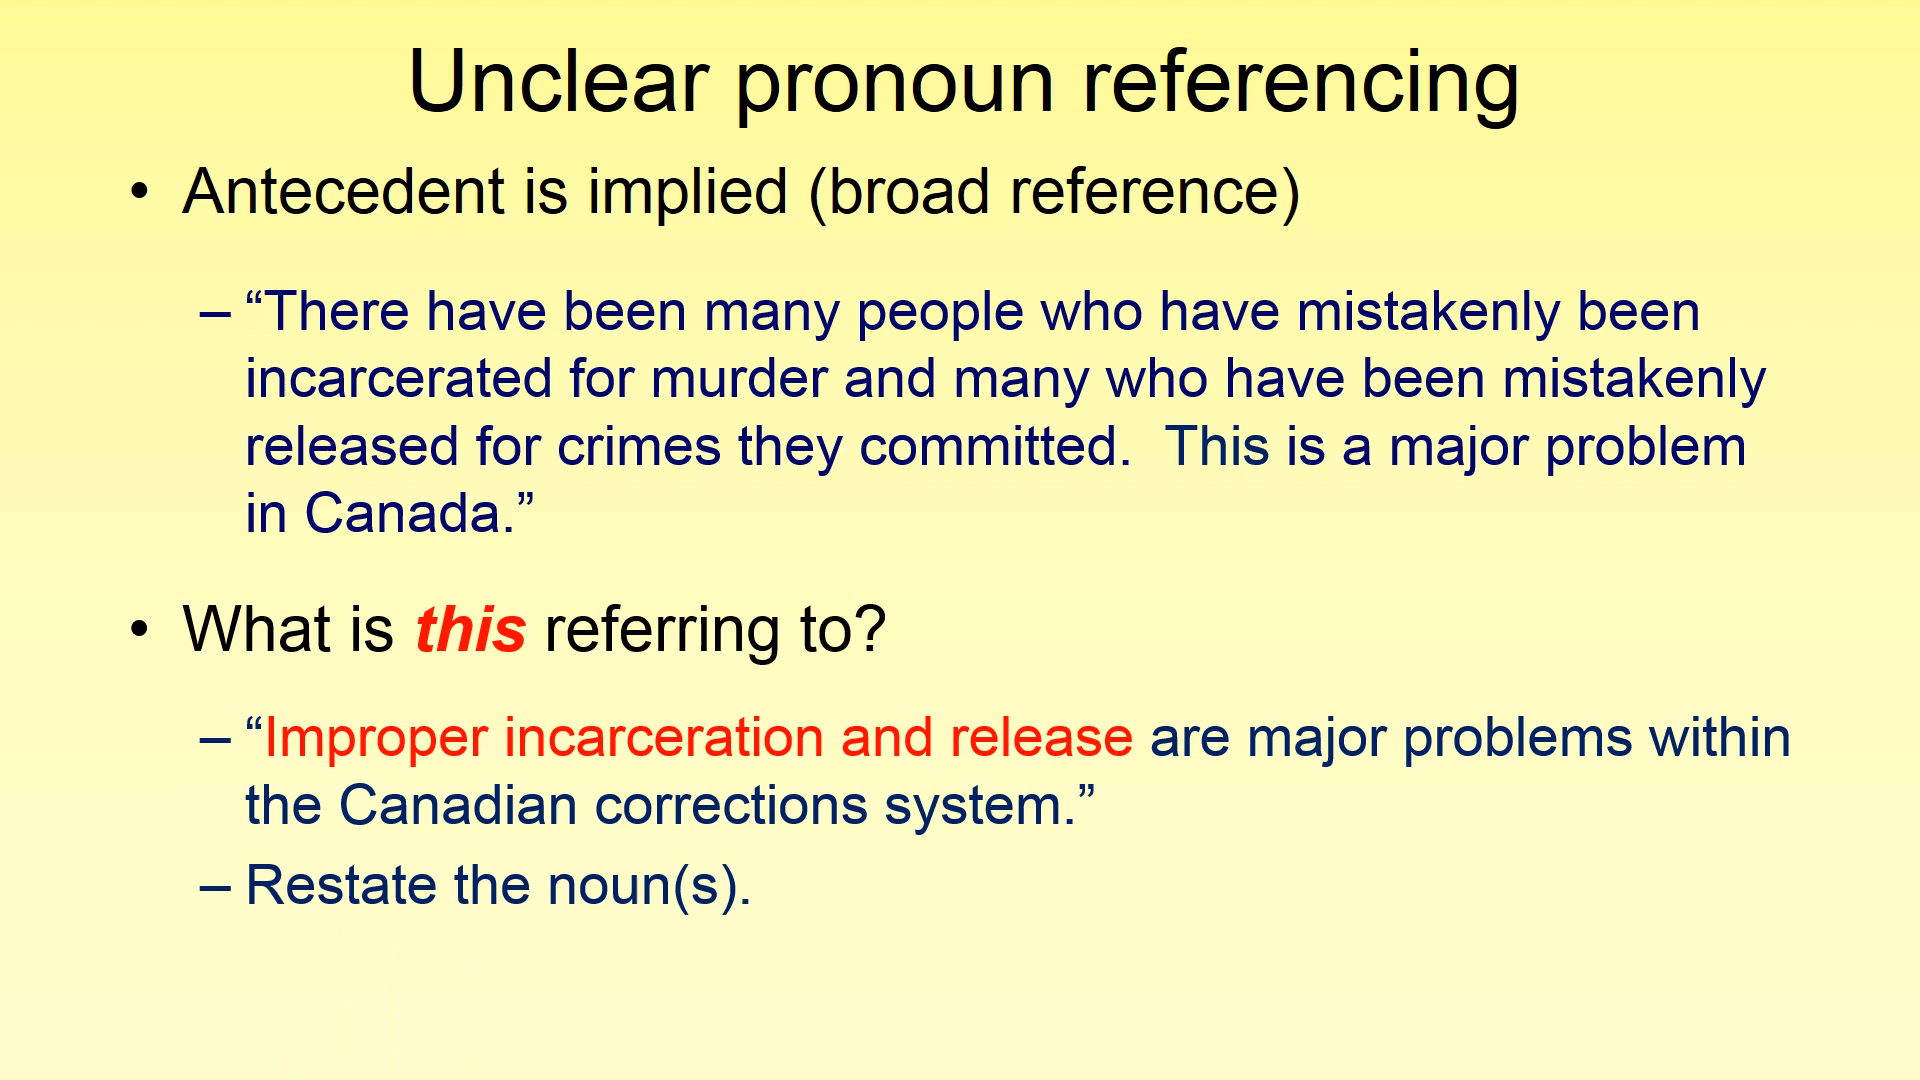 Unclear pronoun referencing
• Antecedent is implied (broad reference)
– “There have been many people who have mistakenly been
incarcerated for murder and many who have been mistakenly
released for crimes they committed.  This is a major problem
in Canada.”
• What is this referring to?
– “Improper incarceration and release are major problems within
the Canadian corrections system.”
– Restate the noun(s).